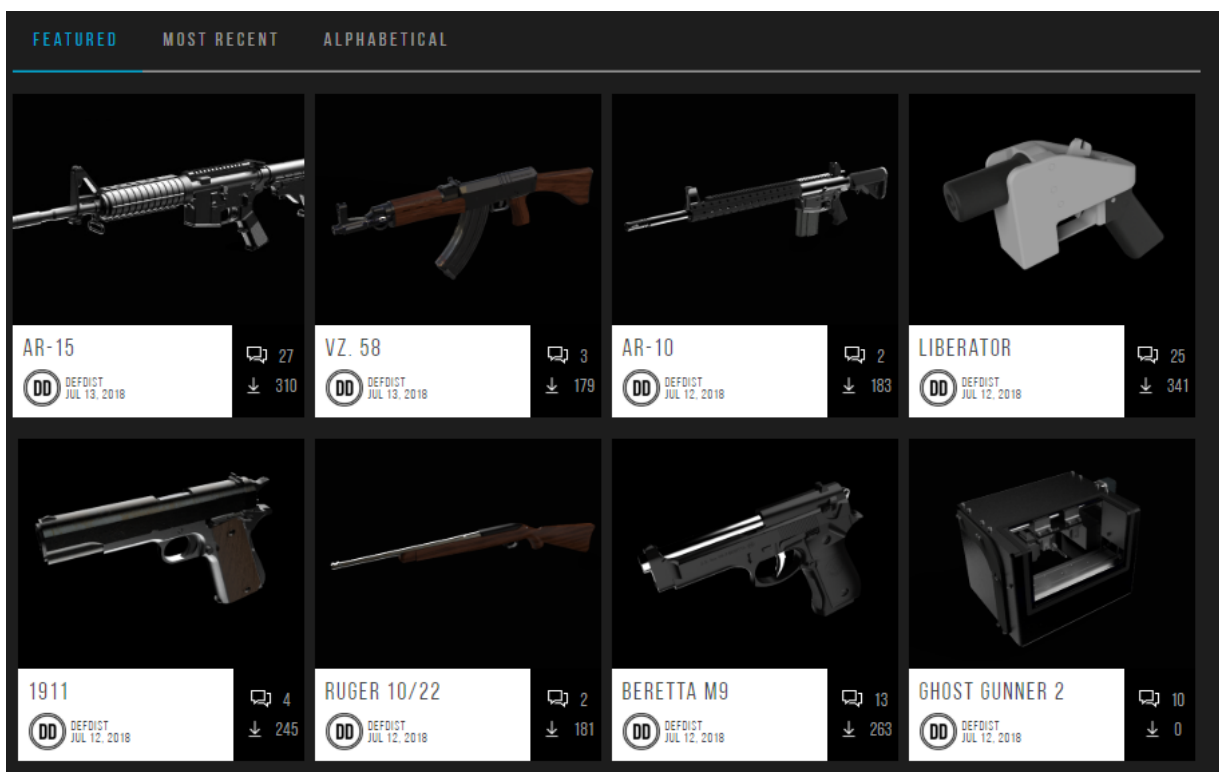 FEATURED MOST RECENT ALPHABETICAL
AR-15
27
DD DEFDIST
JUL 13, 2018
310
VZ. 58
3
DD DEFDIST
JUL 13, 2018
179
AR-10
2
DD DEFDIST
JUL 12, 2018
183
LIBERATOR
25
DD DEFDIST
JUL 12, 2018
341
1911
4
DD DEFDIST
JUL 12, 2018
245
RUGER 10/22
2
DD DEFDIST
JUL 12, 2018
181
BERETTA M9
13
DD DEFDIST
JUL 12, 2018
263
GHOST GUNNER 2
10
DD DEFDIST
JUL 12, 2018
0